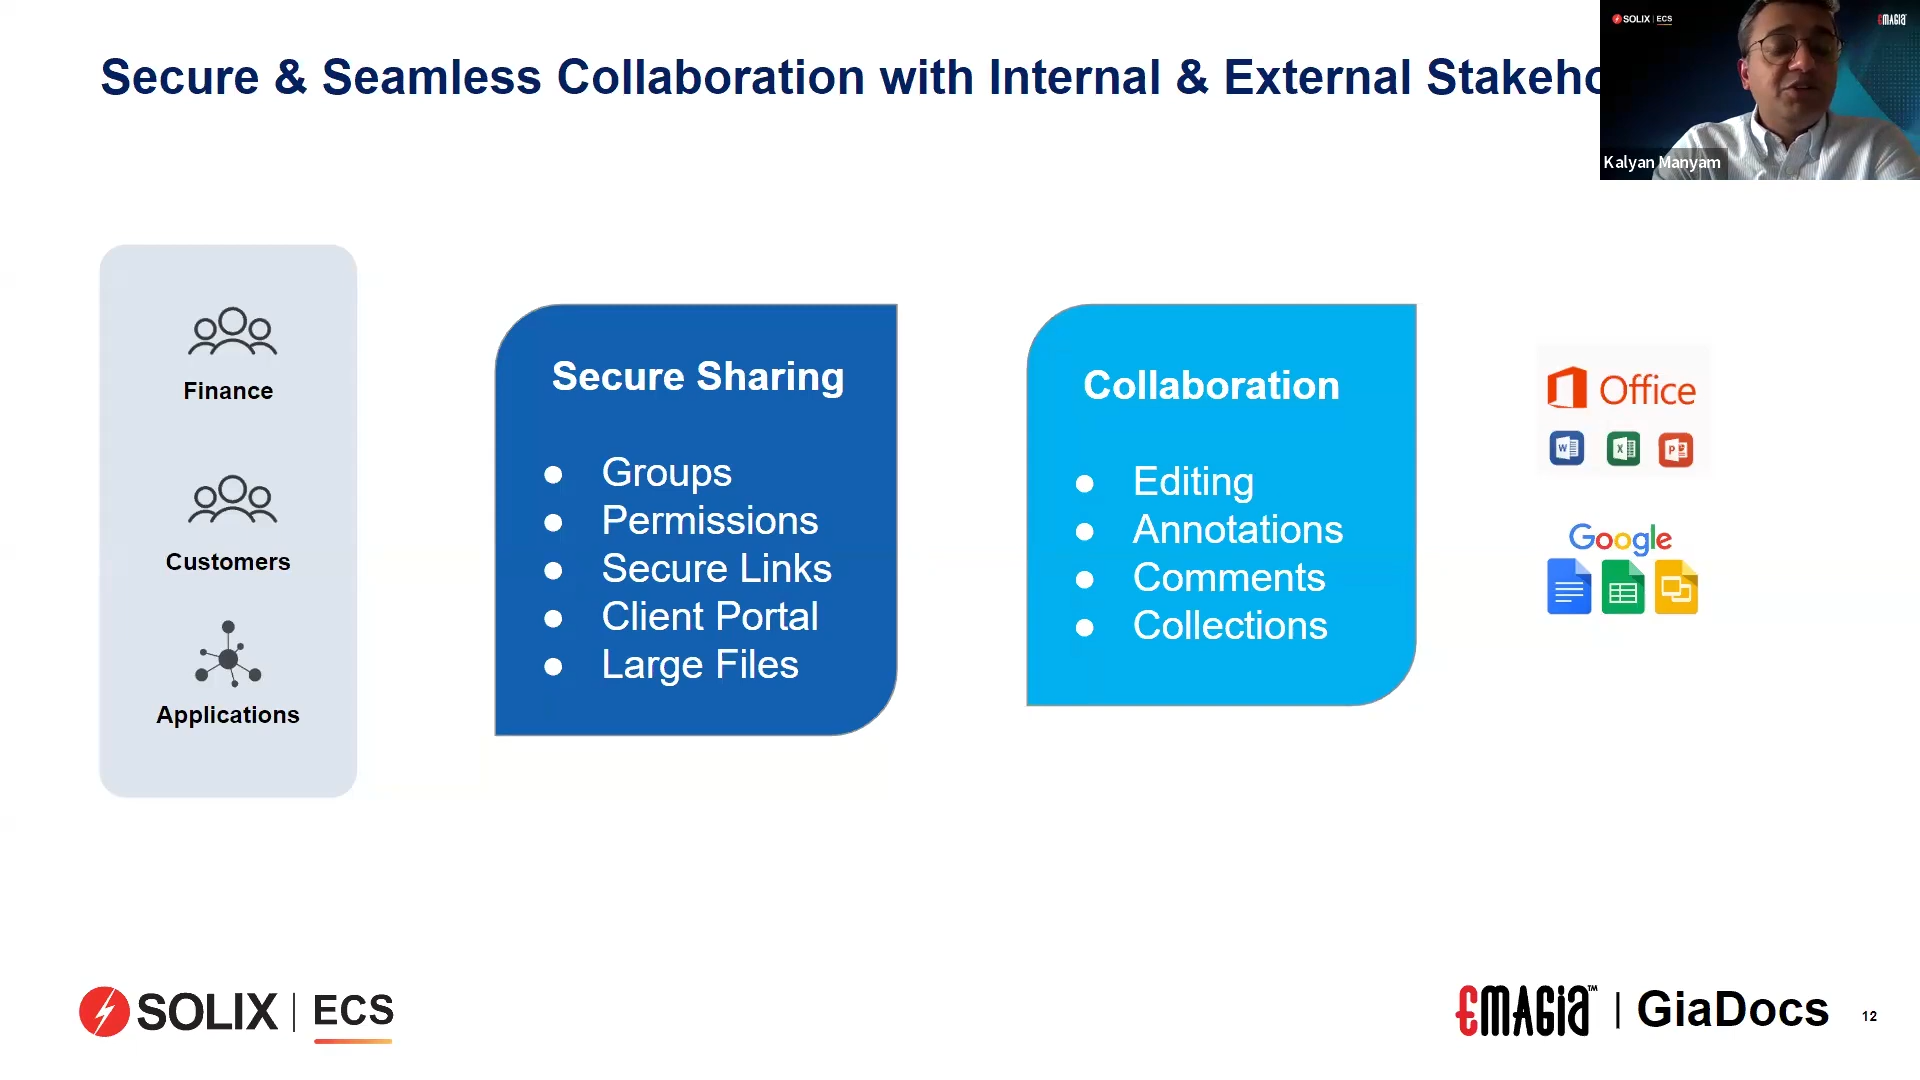 Secure & Seamless Collaboration with Internal & External Stakeho
SOLIX | ECS
EMAGIA
Kalyan Manyam
Finance
Customers
Applications
Secure Sharing
● Groups
● Permissions
● Secure Links
● Client Portal
● Large Files
Collaboration
● Editing
● Annotations
● Comments
● Collections
Office
W X P
Google
SOLIX | ECS
EMAGIA™ | GiaDocs
12